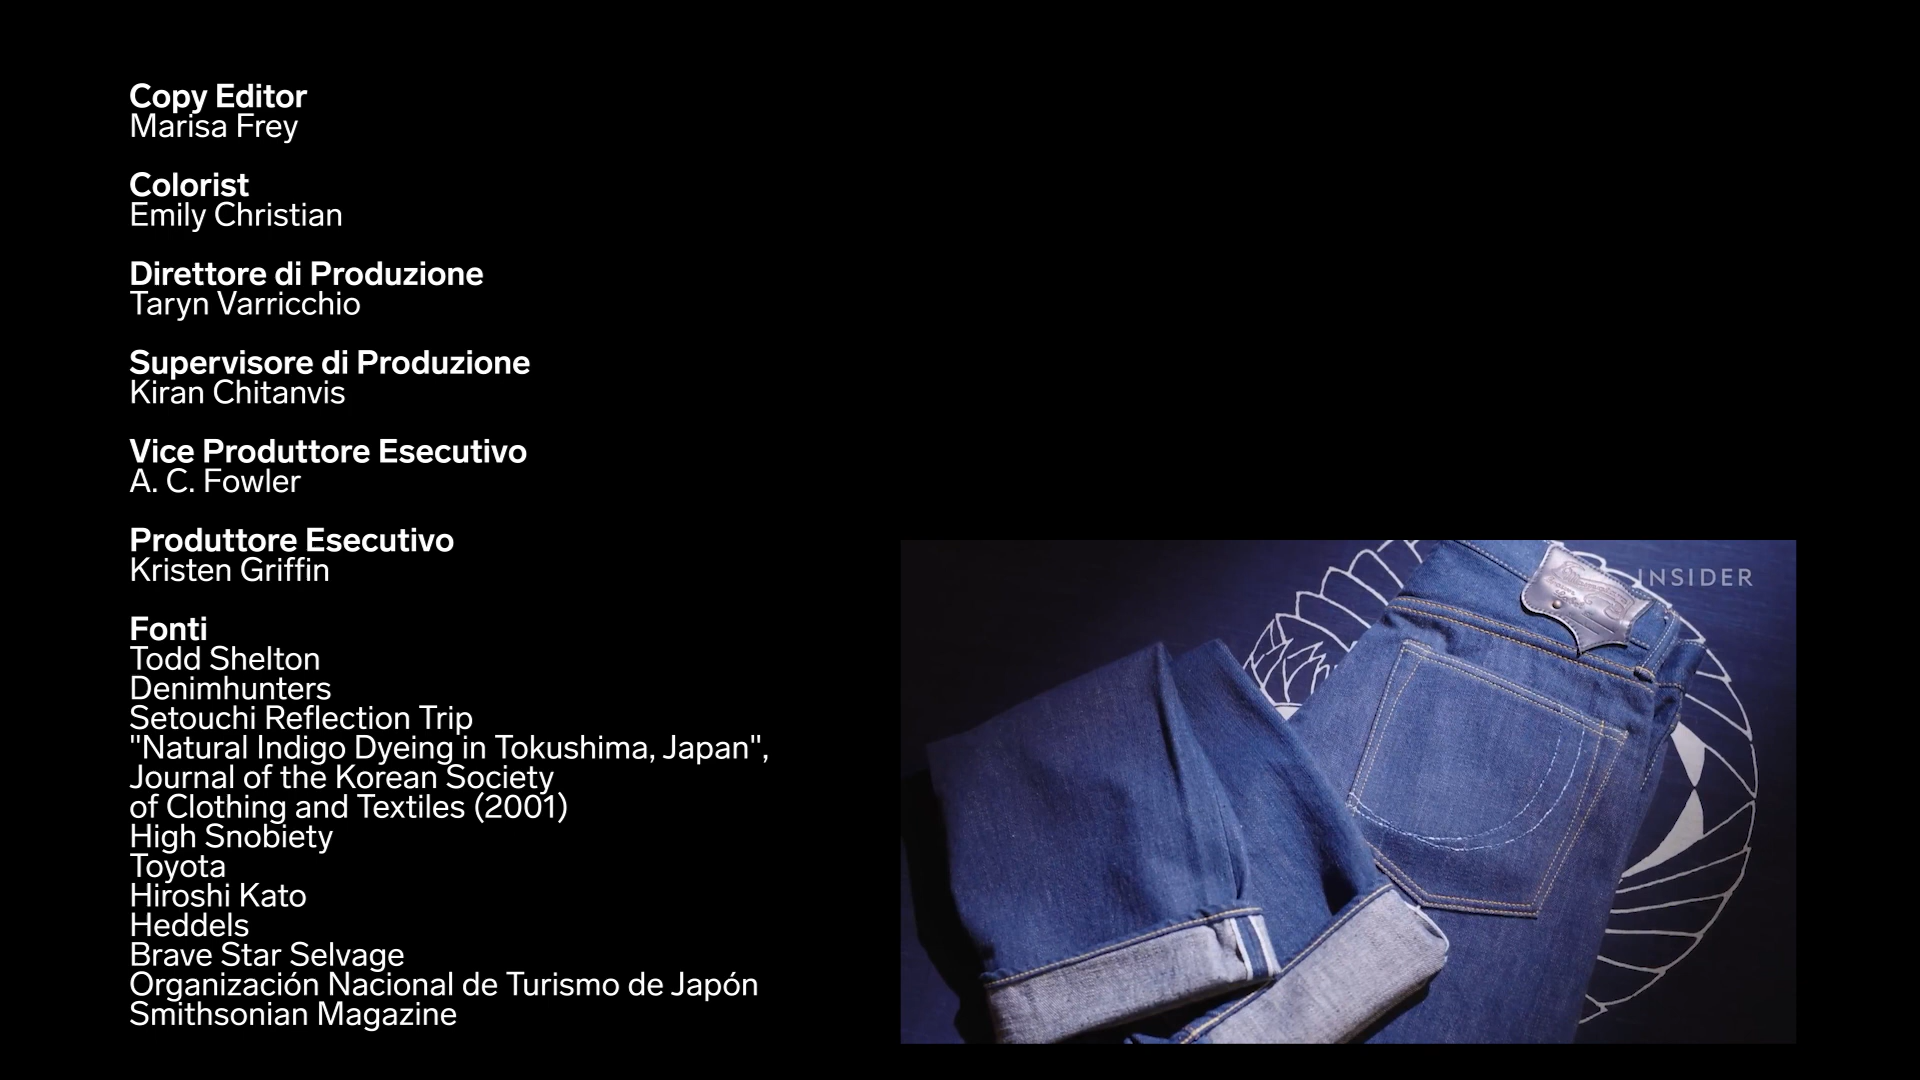 Copy Editor
Marisa Frey
Colorist
Emily Christian
Direttore di Produzione
Taryn Varricchio
Supervisore di Produzione
Kiran Chitanvis
Vice Produttore Esecutivo
A. C. Fowler
Produttore Esecutivo
Kristen Griffin
Fonti
Todd Shelton
Denimhunters
Setouchi Reflection Trip
"Natural Indigo Dyeing in Tokushima, Japan",
Journal of the Korean Society
of Clothing and Textiles (2001)
High Snobiety
Toyota
Hiroshi Kato
Heddels
Brave Star Selvage
Organización Nacional de Turismo de Japón
Smithsonian Magazine
INSIDER